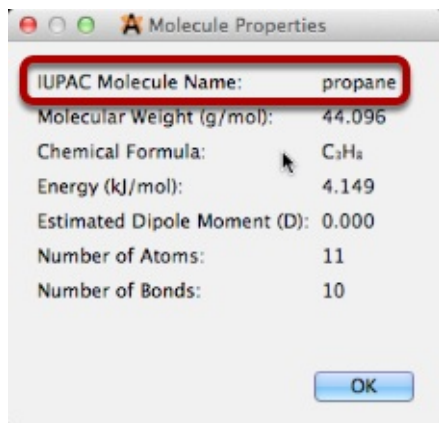 Molecule Properties
IUPAC Molecule Name: propane
Molecular Weight (g/mol): 44.096
Chemical Formula: C₃H₈
Energy (kJ/mol): 4.149
Estimated Dipole Moment (D): 0.000
Number of Atoms: 11
Number of Bonds: 10
OK